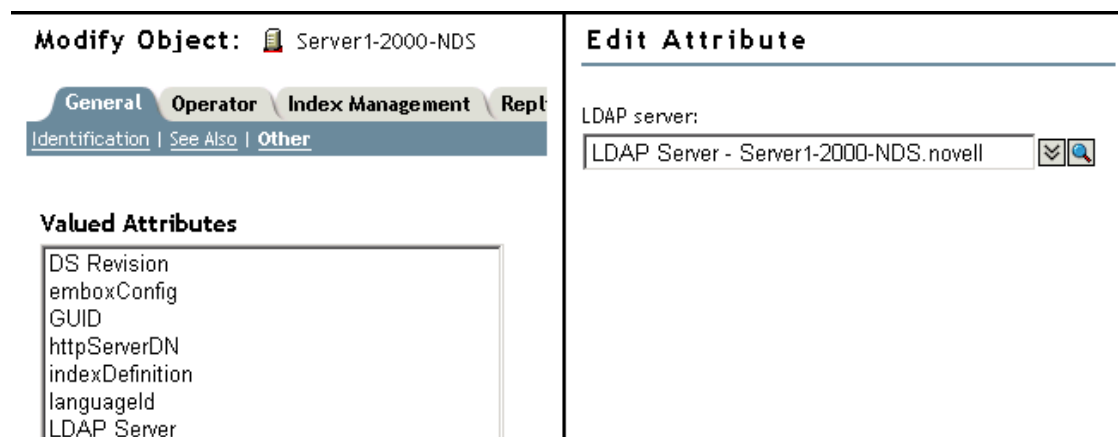 Modify Object: Server1-2000-NDS
General Operator Index Management Repl
Identification | See Also | Other
Valued Attributes
DS Revision
emboxConfig
GUID
httpServerDN
indexDefinition
languageId
LDAP Server
Edit Attribute
LDAP server:
LDAP Server - Server1-2000-NDS.novell